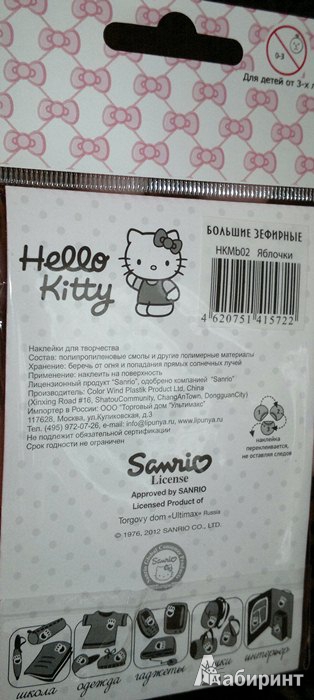 0-3
Для детей от 3-х л
БОЛЬШИЕ ЗЕФИРНЫЕ
HKMb02 Яблочки
4 620751 415722
Hello
Kitty
Наклейки для творчества
Состав: полипропиленовые смолы и другие полимерные материалы
Хранение: беречь от огня и попадания прямых солнечных лучей
Применение: наклеить на поверхность
Лицензионный продукт "Sanrio", одобрено компанией "Sanrio"
Производитель: Color Wind Plastik Product Ltd, China
(Xinxing Road #16, ShatouCommunity, ChangAnTown, DongguanCity)
Импортер в России: ООО "Торговый дом "Ультимакс"
117628, Москва, ул.Куликовская, д.3
Тел. (495) 972-07-26, e-mail: info@lipunya.ru, www.lipunya.ru
Не подлежит обязательной сертификации
Срок годности не ограничен
наклейка
переклеивается,
не оставляя следов
Sanrio
License
Approved by SANRIO
Licensed Product of
Torgovy dom «Ultimax» Russia
© 1976, 2012 SANRIO CO., LTD.
Sanrio
школа
одежда
гаджеты
интерьер
Лабиринт